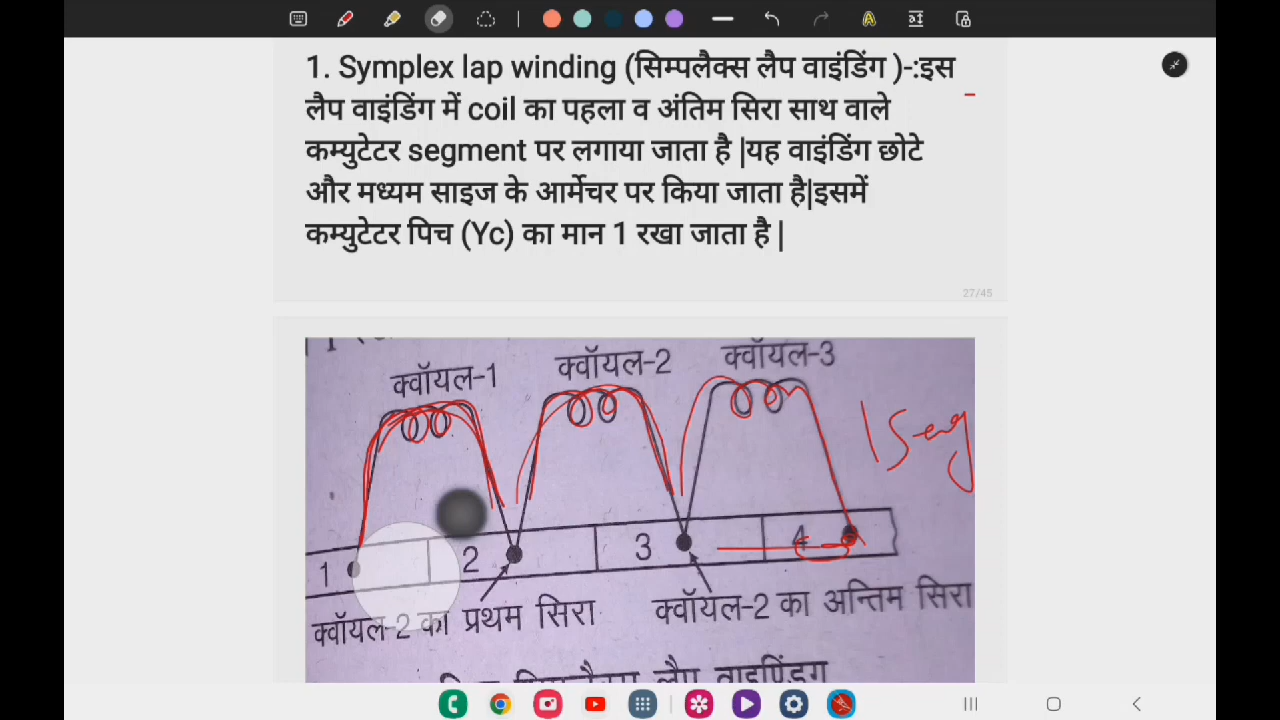 1. Symplex lap winding (सिम्पलैक्स लैप वाइंडिंग )-:इस
लैप वाइंडिंग में coil का पहला व अंतिम सिरा साथ वाले
कम्युटेटर segment पर लगाया जाता है |यह वाइंडिंग छोटे
और मध्यम साइज के आर्मेचर पर किया जाता है|इसमें
कम्युटेटर पिच (Yc) का मान 1 रखा जाता है |
27/45
क्वॉयल-1 क्वॉयल-2 क्वॉयल-3
1 Seg
1 2 3 4
क्वॉयल-2 का प्रथम सिरा क्वॉयल-2 का अन्तिम सिरा
लैप वाइण्डिंग